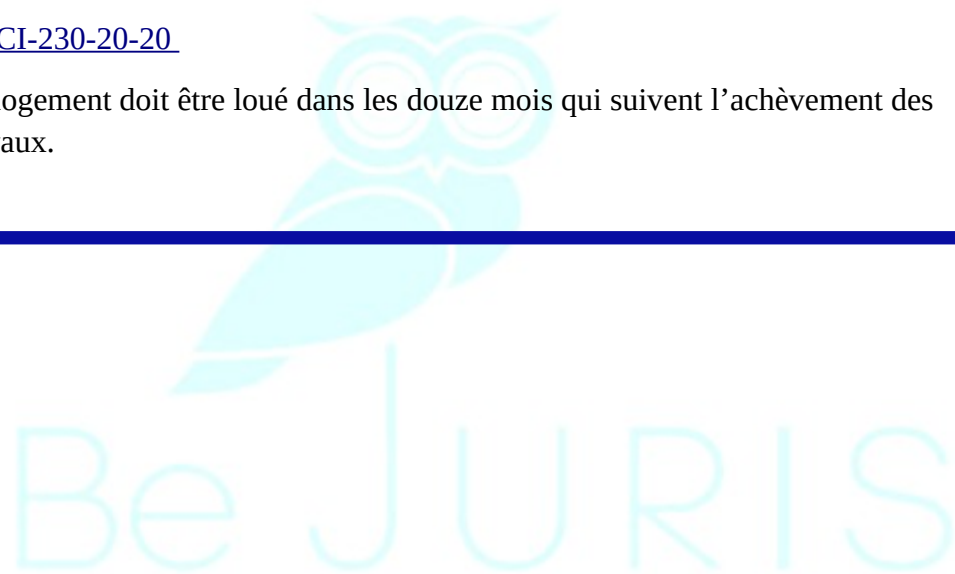 CI-230-20-20
ogement doit être loué dans les douze mois qui suivent l’achèvement des
aux.
Be JURIS